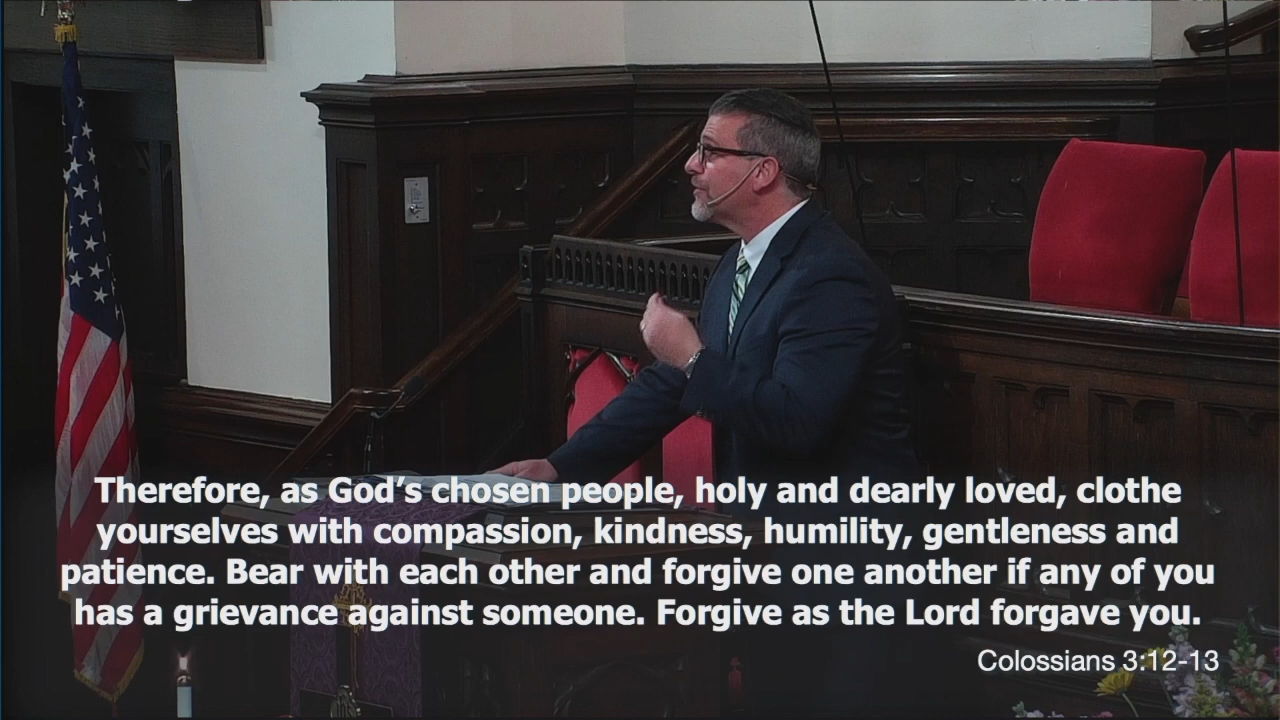 Therefore, as God’s chosen people, holy and dearly loved, clothe
yourselves with compassion, kindness, humility, gentleness and
patience. Bear with each other and forgive one another if any of you
has a grievance against someone. Forgive as the Lord forgave you.
Colossians 3:12-13